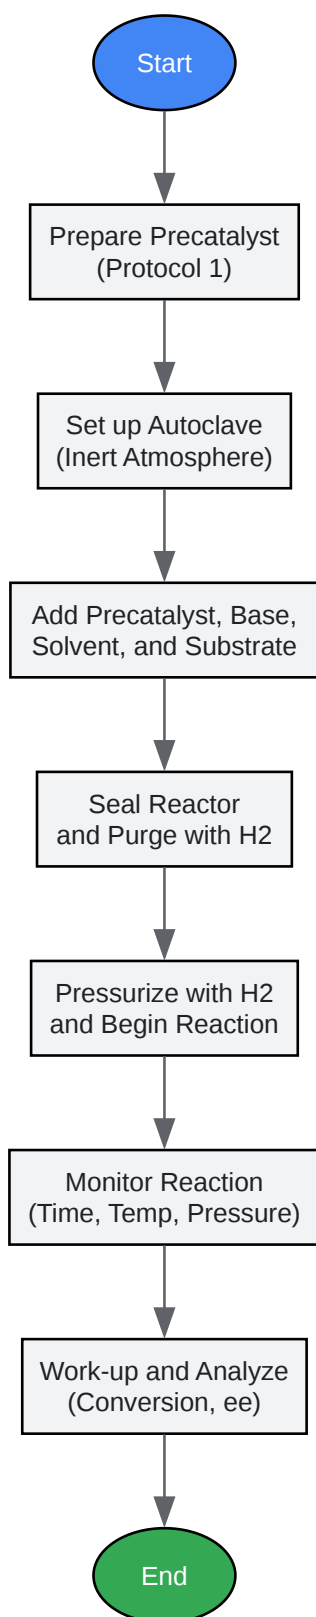 Start
Prepare Precatalyst
(Protocol 1)
Set up Autoclave
(Inert Atmosphere)
Add Precatalyst, Base,
Solvent, and Substrate
Seal Reactor
and Purge with H2
Pressurize with H2
and Begin Reaction
Monitor Reaction
(Time, Temp, Pressure)
Work-up and Analyze
(Conversion, ee)
End